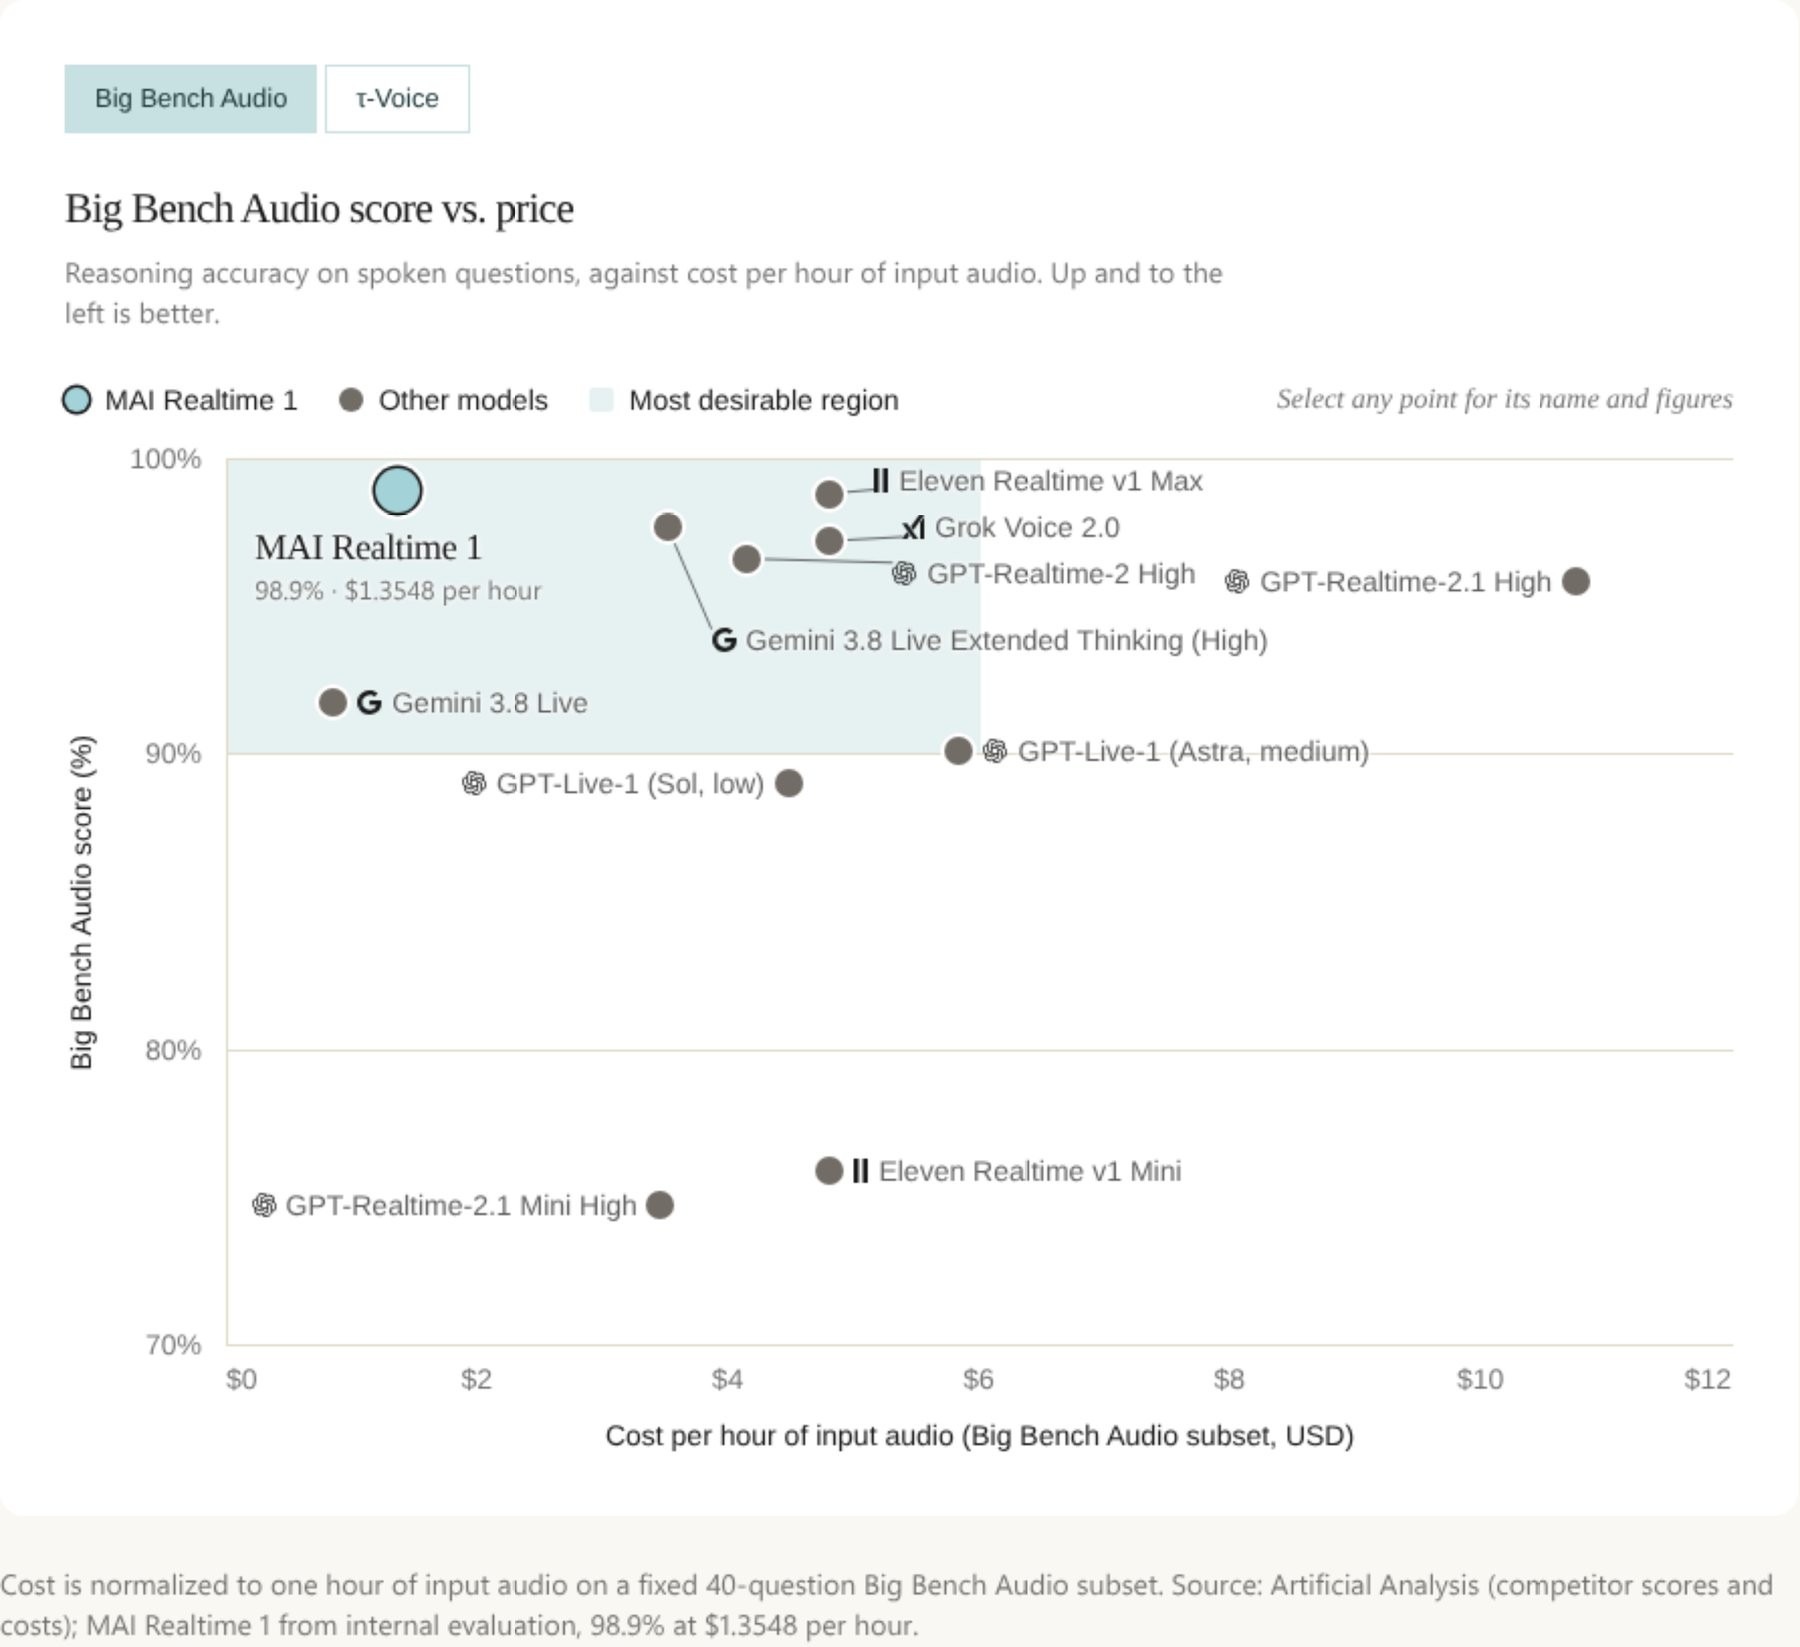 Big Bench Audio
τ-Voice
Big Bench Audio score vs. price
Reasoning accuracy on spoken questions, against cost per hour of input audio. Up and to the
left is better.
MAI Realtime 1
Other models
Most desirable region
Select any point for its name and figures
100%
Eleven Realtime v1 Max
Grok Voice 2.0
MAI Realtime 1
98.9% · $1.3548 per hour
GPT-Realtime-2 High
GPT-Realtime-2.1 High
Gemini 3.8 Live Extended Thinking (High)
Gemini 3.8 Live
90%
GPT-Live-1 (Astra, medium)
GPT-Live-1 (Sol, low)
Big Bench Audio score (%)
80%
Eleven Realtime v1 Mini
GPT-Realtime-2.1 Mini High
70%
$0 $2 $4 $6 $8 $10 $12
Cost per hour of input audio (Big Bench Audio subset, USD)
Cost is normalized to one hour of input audio on a fixed 40-question Big Bench Audio subset. Source: Artificial Analysis (competitor scores and
costs); MAI Realtime 1 from internal evaluation, 98.9% at $1.3548 per hour.